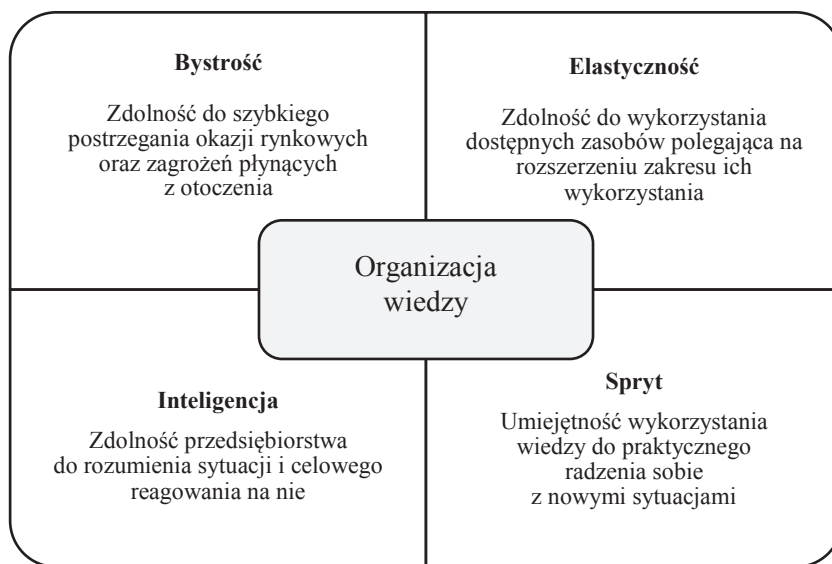 Bystrość
Zdolność do szybkiego
postrzegania okazji rynkowych
oraz zagrożeń płynących
z otoczenia
Elastyczność
Zdolność do wykorzystania
dostępnych zasobów polegająca na
rozszerzeniu zakresu ich
wykorzystania
Organizacja
wiedzy
Inteligencja
Zdolność przedsiębiorstwa
do rozumienia sytuacji i celowego
reagowania na nie
Spryt
Umiejętność wykorzystania
wiedzy do praktycznego
radzenia sobie
z nowymi sytuacjami